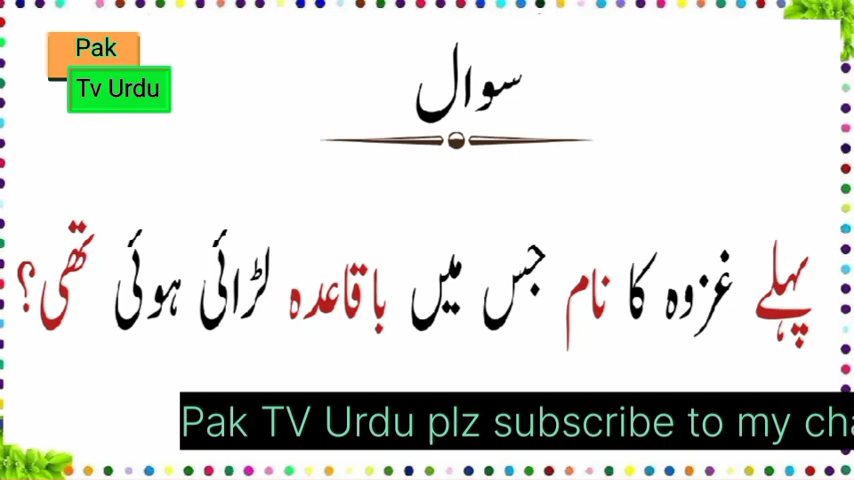 Pak
Tv Urdu
سوال
پہلے غزوہ کا نام جس میں باقاعدہ لڑائی ہوئی تھی؟
Pak TV Urdu plz subscribe to my cha